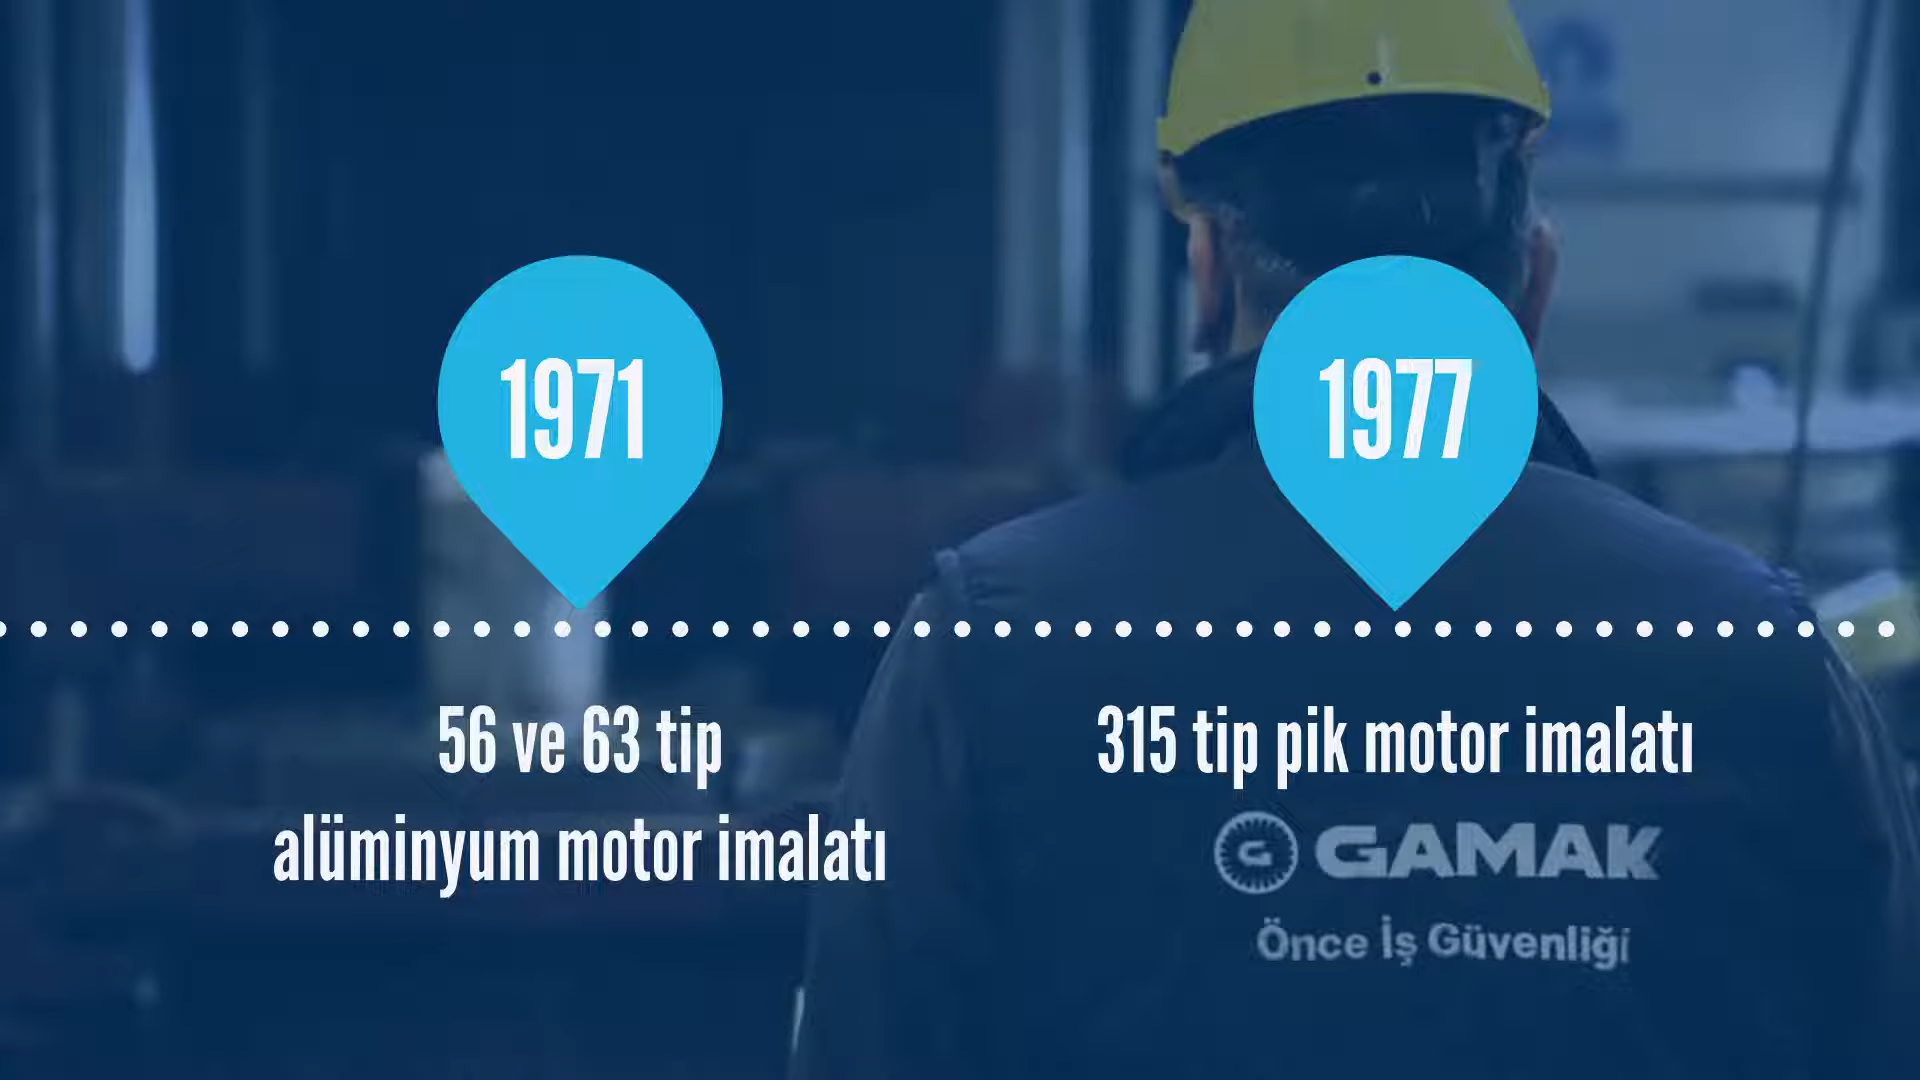 1971
56 ve 63 tip
alüminyum motor imalatı
1977
315 tip pik motor imalatı
G GAMAK
Önce İş Güvenliği